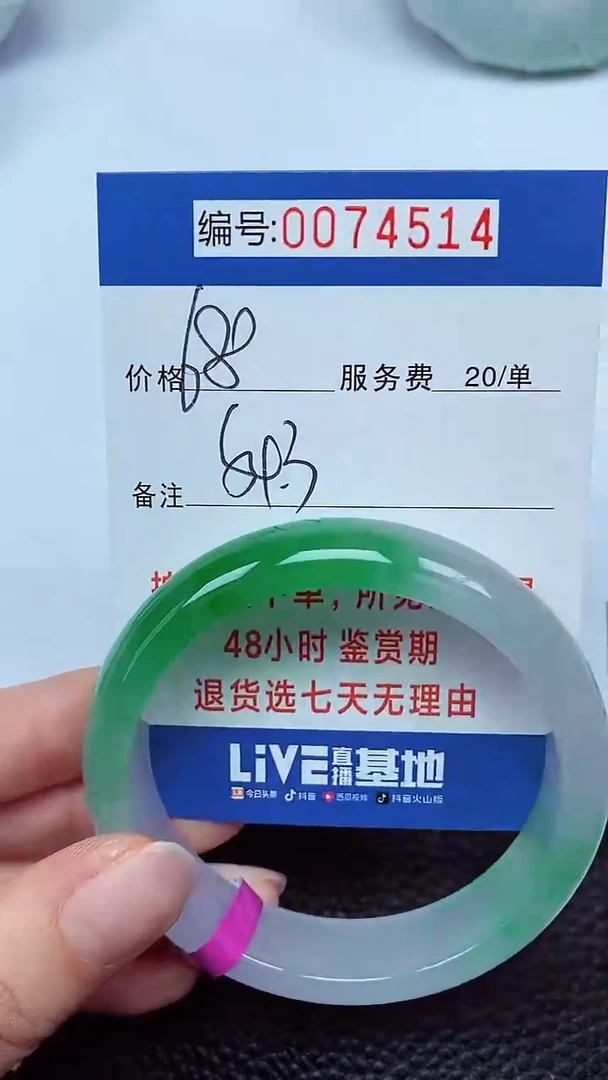 编号:0074514
价格 680 服务费 20/单
备注
48小时 鉴赏期
退货选七天无理由
LiVE直播基地
今日头条 抖音 西瓜视频 抖音火山版